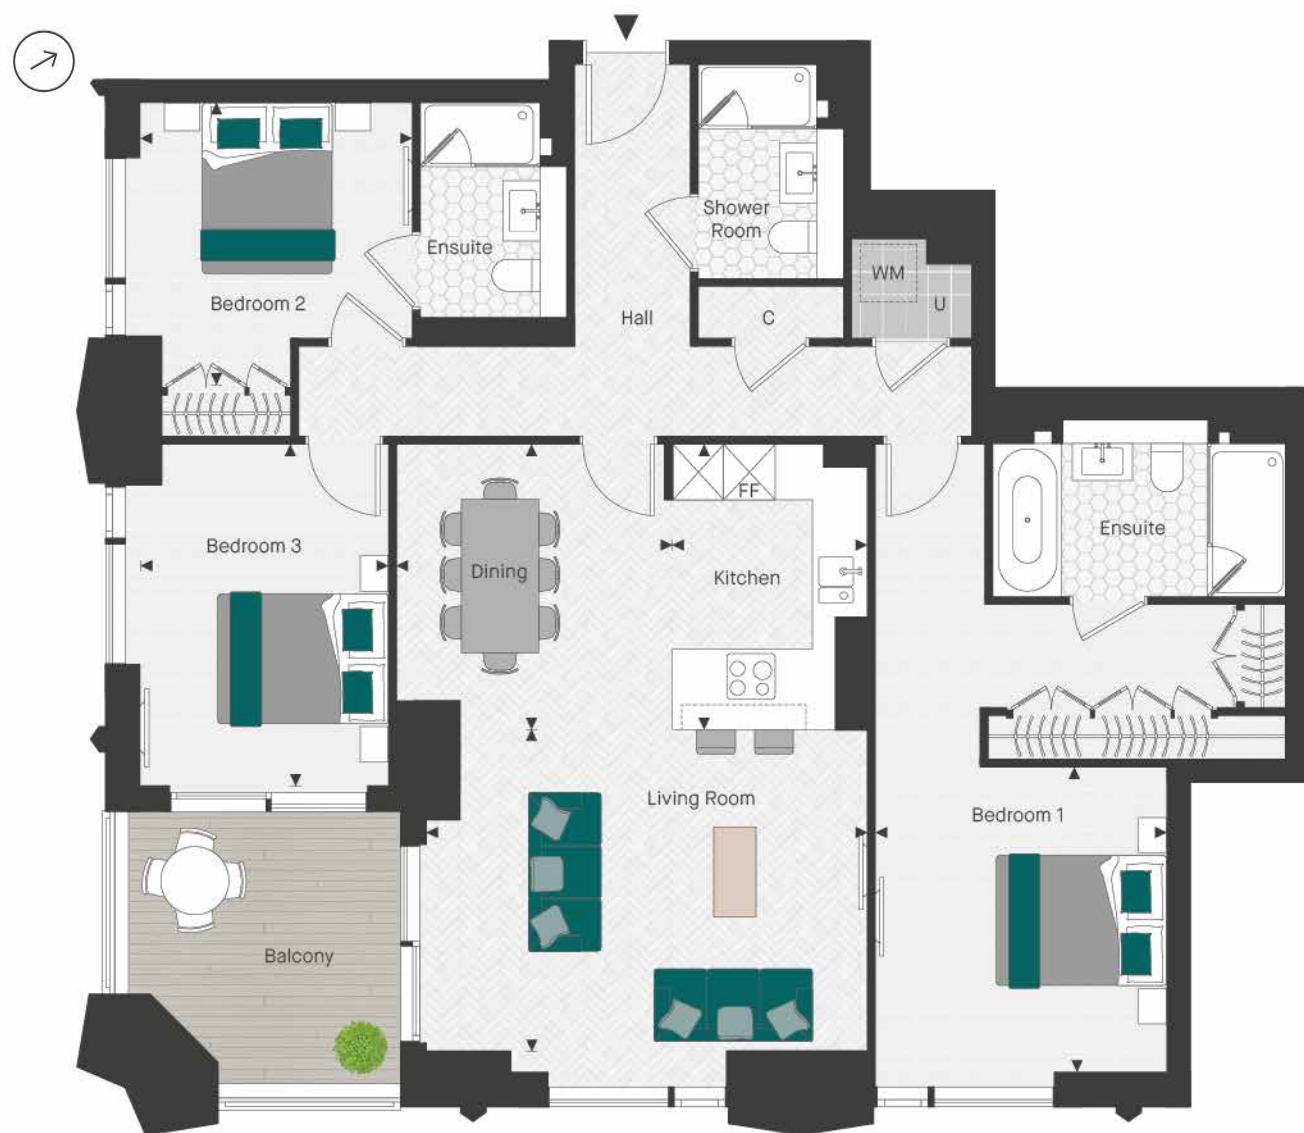 Shower
Room
Ensuite
WM
Bedroom 2
U
Hall
C
FF
Ensuite
Bedroom 3
Dining
Kitchen
Living Room
Bedroom 1
Balcony